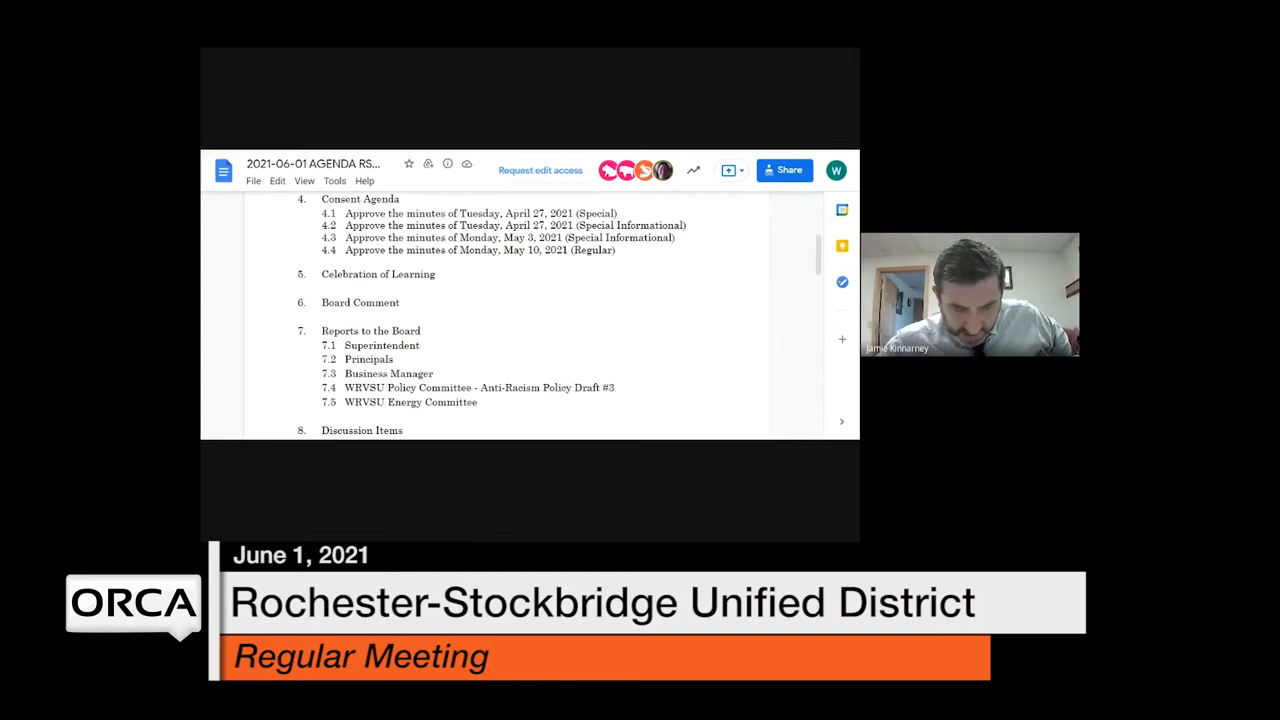 2021-06-01 AGENDA RS...
File Edit View Tools Help
Request edit access
Share
W
4. Consent Agenda
4.1 Approve the minutes of Tuesday, April 27, 2021 (Special)
4.2 Approve the minutes of Tuesday, April 27, 2021 (Special Informational)
4.3 Approve the minutes of Monday, May 3, 2021 (Special Informational)
4.4 Approve the minutes of Monday, May 10, 2021 (Regular)
5. Celebration of Learning
6. Board Comment
7. Reports to the Board
7.1 Superintendent
7.2 Principals
7.3 Business Manager
7.4 WRVSU Policy Committee - Anti-Racism Policy Draft #3
7.5 WRVSU Energy Committee
8. Discussion Items
Jamie Kinnarney
June 1, 2021
ORCA
Rochester-Stockbridge Unified District
Regular Meeting